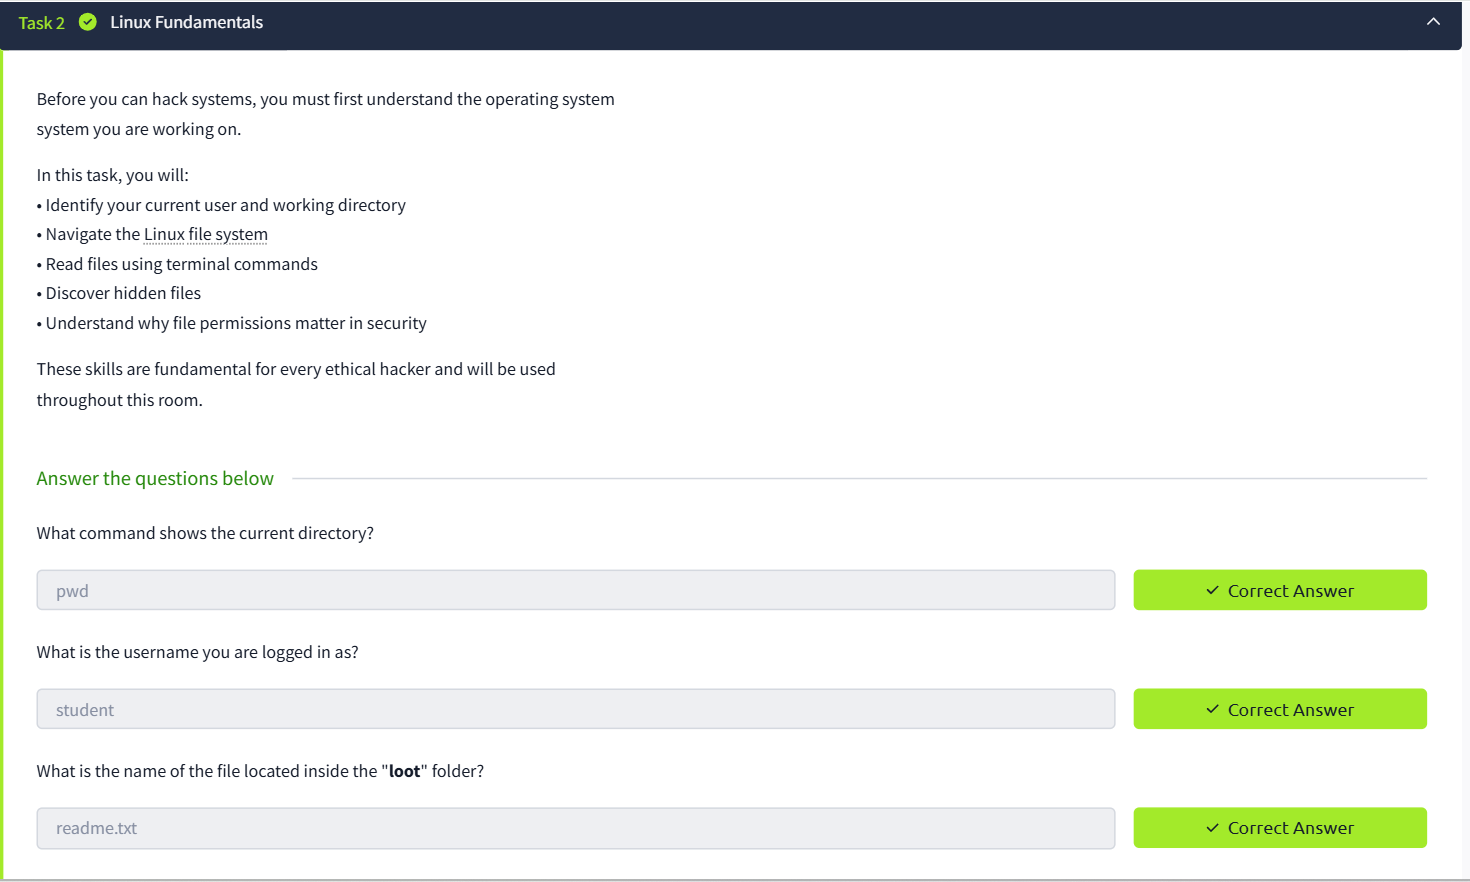 Task 2 Linux Fundamentals
Before you can hack systems, you must first understand the operating system
system you are working on.
In this task, you will:
• Identify your current user and working directory
• Navigate the Linux file system
• Read files using terminal commands
• Discover hidden files
• Understand why file permissions matter in security
These skills are fundamental for every ethical hacker and will be used
throughout this room.
Answer the questions below
What command shows the current directory?
pwd
Correct Answer
What is the username you are logged in as?
student
Correct Answer
What is the name of the file located inside the "loot" folder?
readme.txt
Correct Answer